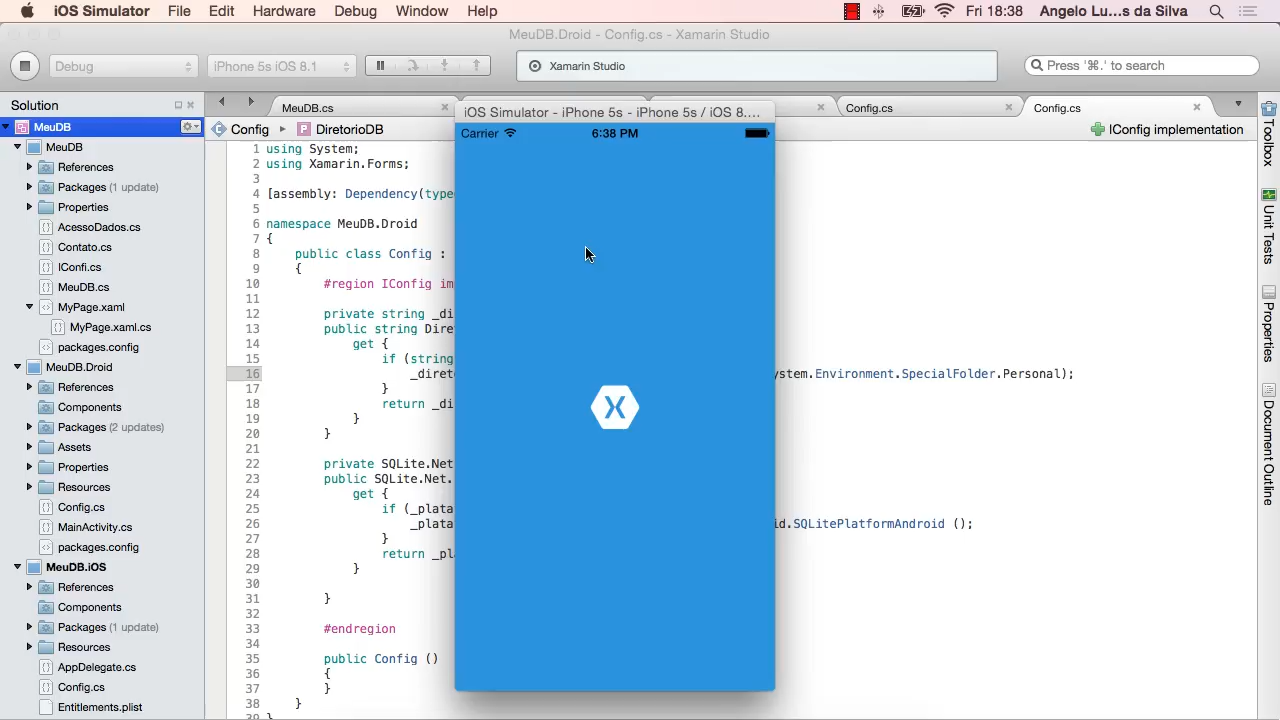 iOS Simulator File Edit Hardware Debug Window Help Fri 18:38 Angelo Lu...s da Silva
MeuDB.Droid - Config.cs - Xamarin Studio
Debug iPhone 5s iOS 8.1 Xamarin Studio Press '⌘.' to search
Solution
MeuDB
MeuDB
References
Packages (1 update)
Properties
AcessoDados.cs
Contato.cs
IConfi.cs
MeuDB.cs
MyPage.xaml
MyPage.xaml.cs
packages.config
MeuDB.Droid
References
Components
Packages (2 updates)
Assets
Properties
Resources
Config.cs
MainActivity.cs
packages.config
MeuDB.iOS
References
Components
Packages (1 update)
Resources
AppDelegate.cs
Config.cs
Entitlements.plist
MeuDB.cs Config.cs Config.cs
Config DiretorioDB IConfig implementation
1 using System;
2 using Xamarin.Forms;
3
4 [assembly: Dependency(type
5
6 namespace MeuDB.Droid
7 {
8 public class Config :
9 {
10 #region IConfig im
11
12 private string _di
13 public string Dire
14 get {
15 if (string
16 _direto ystem.Environment.SpecialFolder.Personal);
17 }
18 return _di
19 }
20 }
21
22 private SQLite.Net
23 public SQLite.Net.
24 get {
25 if (_plata
26 _plata id.SQLitePlatformAndroid ();
27 }
28 return _pl
29 }
30
31 }
32
33 #endregion
34
35 public Config ()
36 {
37 }
38 }
39 }
iOS Simulator - iPhone 5s - iPhone 5s / iOS 8....
Carrier 6:38 PM
Toolbox
Unit Tests
Properties
Document Outline